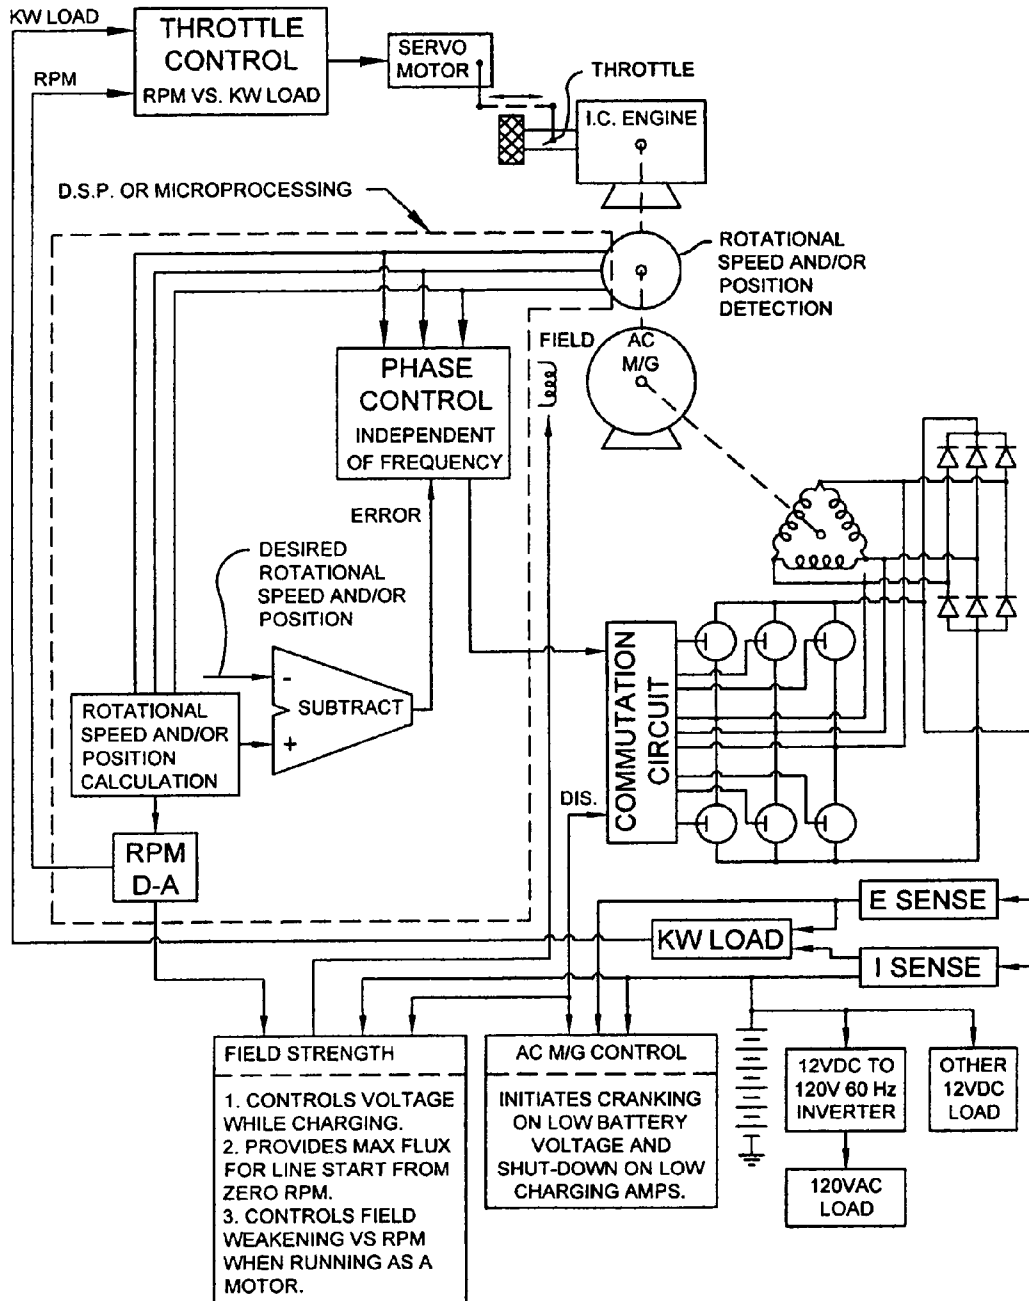 KW LOAD
THROTTLE
CONTROL
RPM VS. KW LOAD
RPM
SERVO
MOTOR
THROTTLE
I.C. ENGINE
D.S.P. OR MICROPROCESSING
ROTATIONAL
SPEED AND/OR
POSITION
DETECTION
FIELD
AC
M/G
PHASE
CONTROL
INDEPENDENT
OF FREQUENCY
ERROR
DESIRED
ROTATIONAL
SPEED AND/OR
POSITION
-
SUBTRACT
+
ROTATIONAL
SPEED AND/OR
POSITION
CALCULATION
COMMUTATION
CIRCUIT
DIS.
RPM
D-A
E SENSE
KW LOAD
I SENSE
FIELD STRENGTH
1. CONTROLS VOLTAGE
WHILE CHARGING.
2. PROVIDES MAX FLUX
FOR LINE START FROM
ZERO RPM.
3. CONTROLS FIELD
WEAKENING VS RPM
WHEN RUNNING AS A
MOTOR.
AC M/G CONTROL
INITIATES CRANKING
ON LOW BATTERY
VOLTAGE AND
SHUT-DOWN ON LOW
CHARGING AMPS.
12VDC TO
120V 60 Hz
INVERTER
OTHER
12VDC
LOAD
120VAC
LOAD